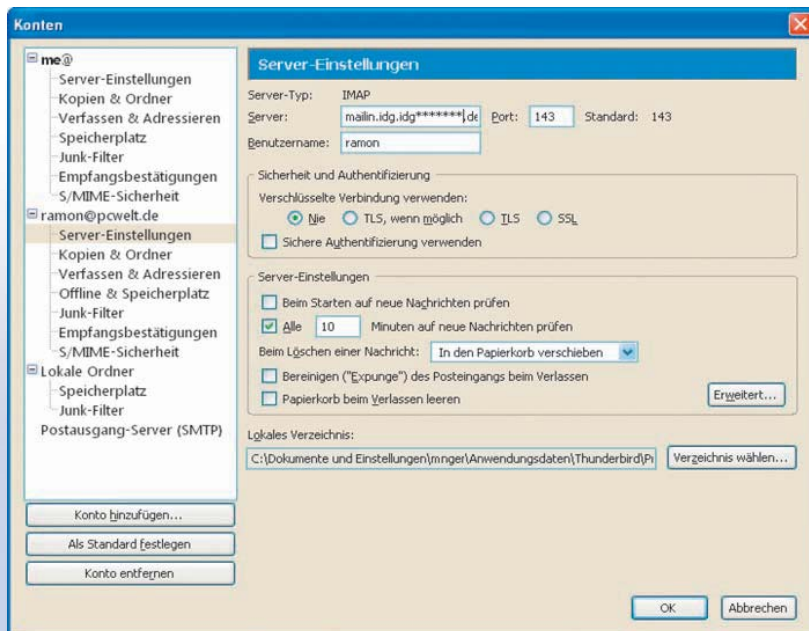 Konten
me@
Server-Einstellungen
Kopien & Ordner
Verfassen & Adressieren
Speicherplatz
Junk-Filter
Empfangsbestätigungen
S/MIME-Sicherheit
ramon@pcwelt.de
Server-Einstellungen
Kopien & Ordner
Verfassen & Adressieren
Offline & Speicherplatz
Junk-Filter
Empfangsbestätigungen
S/MIME-Sicherheit
Lokale Ordner
Speicherplatz
Junk-Filter
Postausgang-Server (SMTP)
Konto hinzufügen...
Als Standard festlegen
Konto entfernen
Server-Einstellungen
Server-Typ: IMAP
Server: mailin.idg.idg*******.de Port: 143 Standard: 143
Benutzername: ramon
Sicherheit und Authentifizierung
Verschlüsselte Verbindung verwenden:
Nie TLS, wenn möglich TLS SSL
Sichere Authentifizierung verwenden
Server-Einstellungen
Beim Starten auf neue Nachrichten prüfen
Alle 10 Minuten auf neue Nachrichten prüfen
Beim Löschen einer Nachricht: In den Papierkorb verschieben
Bereinigen ("Expunge") des Posteingangs beim Verlassen
Papierkorb beim Verlassen leeren
Erweitert...
Lokales Verzeichnis:
C:\Dokumente und Einstellungen\mnger\Anwendungsdaten\Thunderbird\Pr Verzeichnis wählen...
OK Abbrechen